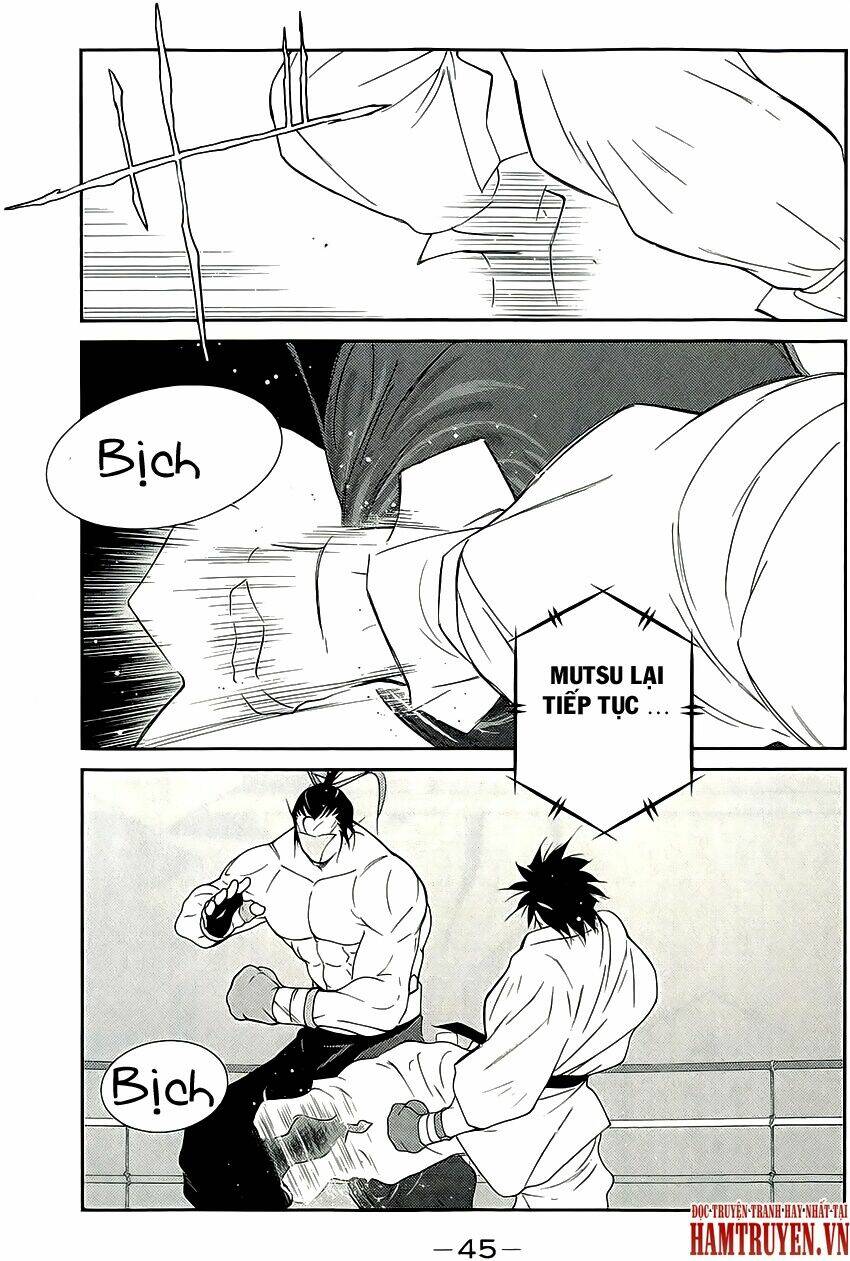 Bịch
MUTSU LẠI
TIẾP TỤC ...
Bịch
-45-
ĐỌC TRUYỆN TRANH HAY NHẤT TẠI
HAMTRUYEN.VN